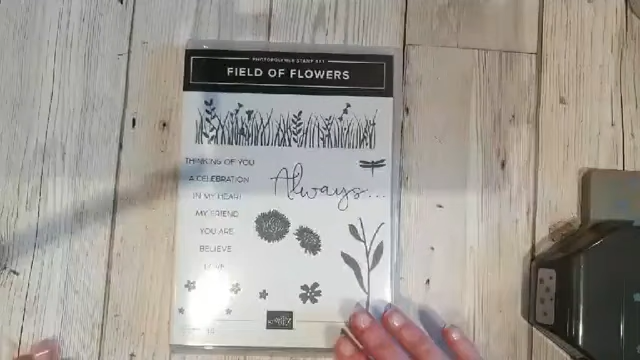 PHOTOPOLYMER STAMP SET
FIELD OF FLOWERS
THINKING OF YOU
A CELEBRATION
IN MY HEART
MY FRIEND
YOU ARE
BELIEVE
LOVE
Always...